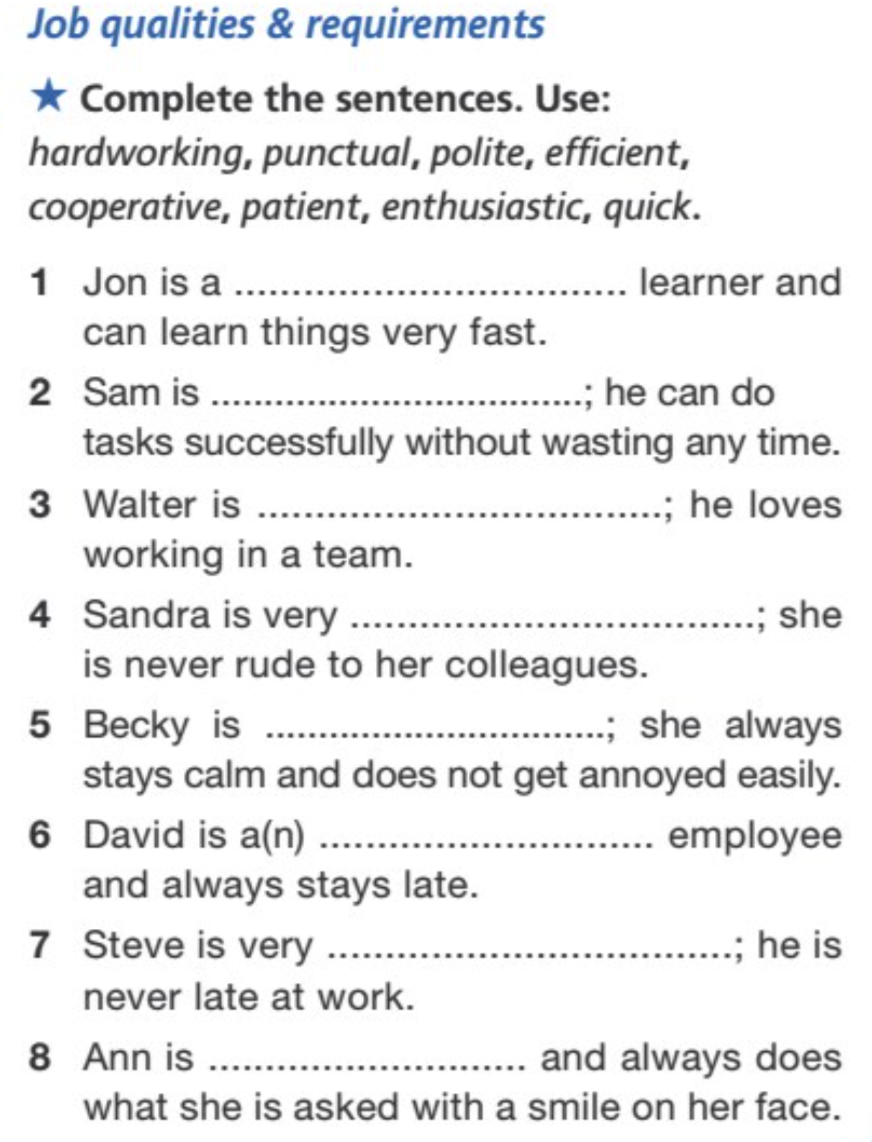 Job qualities & requirements
★ Complete the sentences. Use:
hardworking, punctual, polite, efficient,
cooperative, patient, enthusiastic, quick.
1 Jon is a .................................. learner and
can learn things very fast.
2 Sam is ....................................; he can do
tasks successfully without wasting any time.
3 Walter is ...................................; he loves
working in a team.
4 Sandra is very ...................................; she
is never rude to her colleagues.
5 Becky is .................................; she always
stays calm and does not get annoyed easily.
6 David is a(n) ............................. employee
and always stays late.
7 Steve is very ...................................; he is
never late at work.
8 Ann is ............................ and always does
what she is asked with a smile on her face.